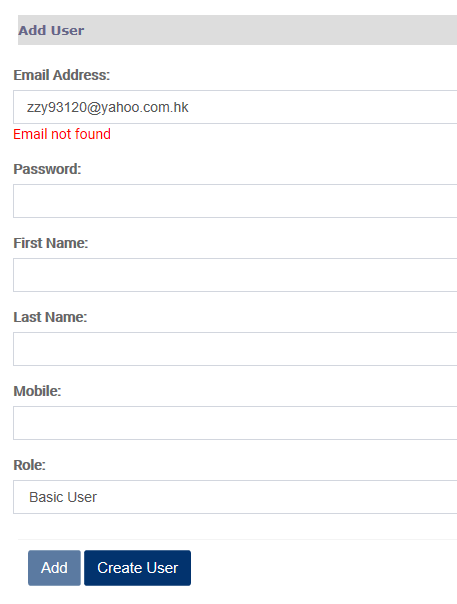 Add User
Email Address:
zzy93120@yahoo.com.hk
Email not found
Password:
First Name:
Last Name:
Mobile:
Role:
Basic User
Add Create User